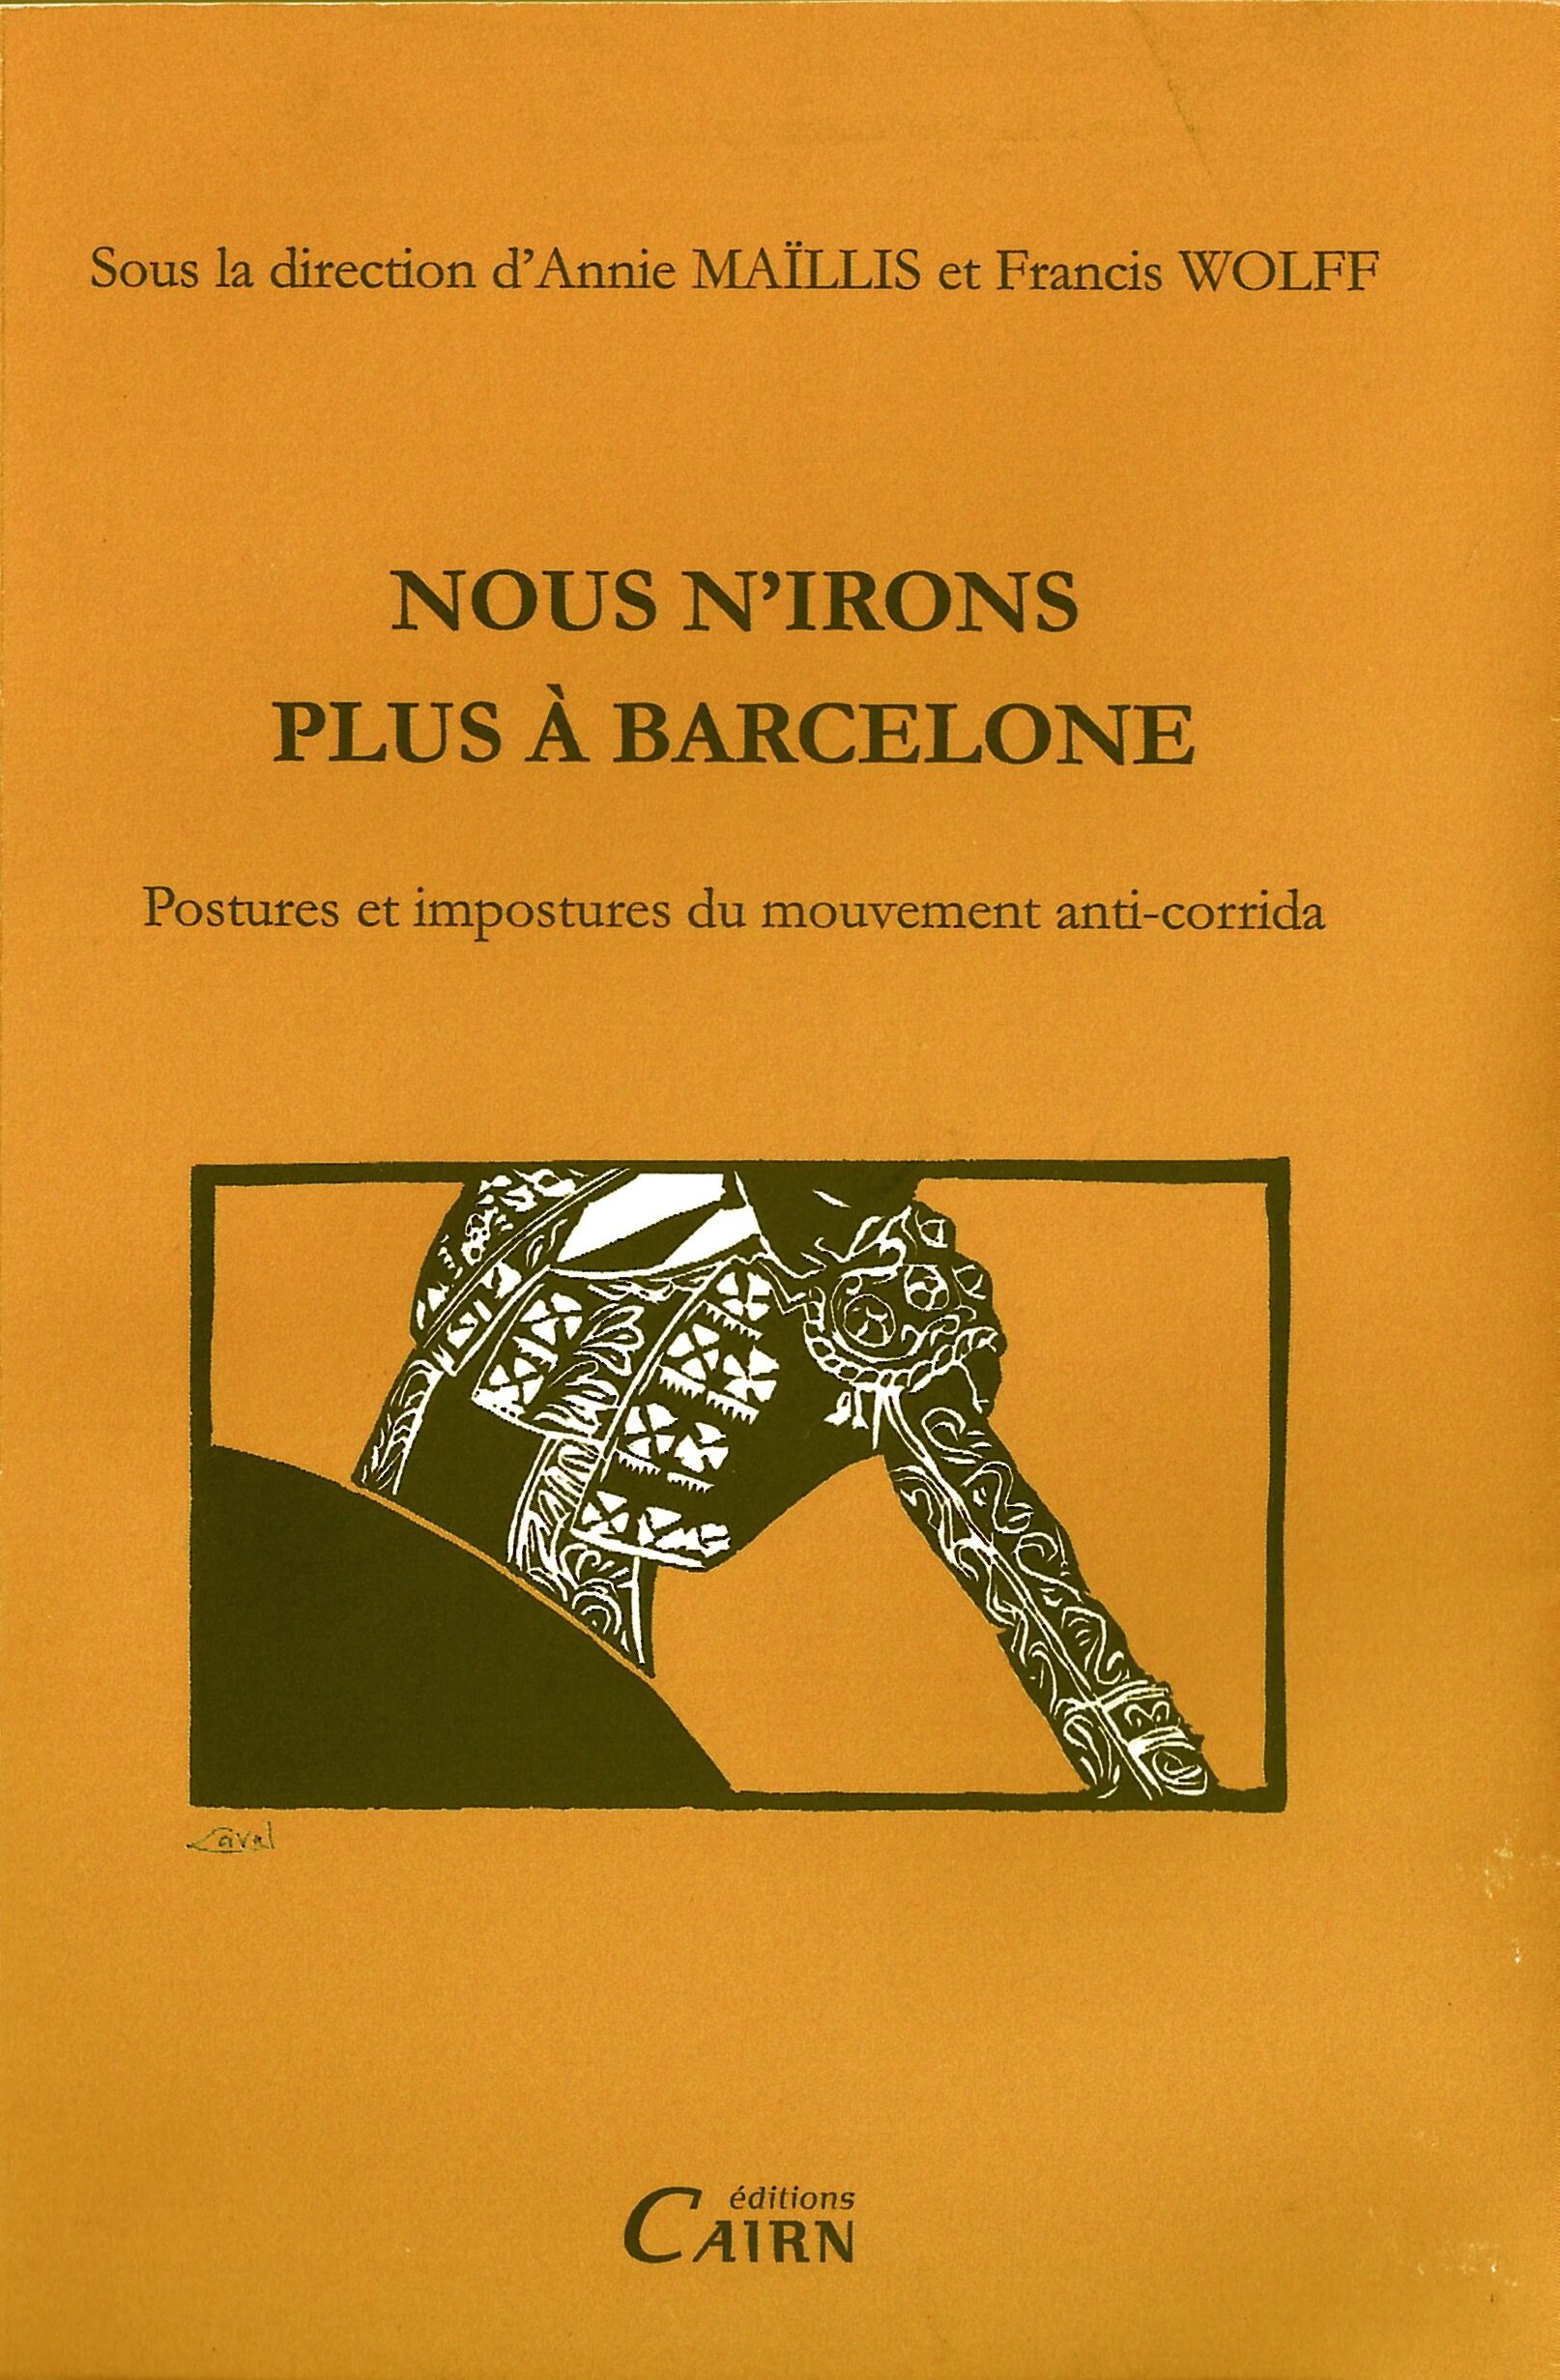 Sous la direction d'Annie MAÏLLIS et Francis WOLFF
NOUS N'IRONS
PLUS À BARCELONE
Postures et impostures du mouvement anti-corrida
Laval
éditions
CAIRN